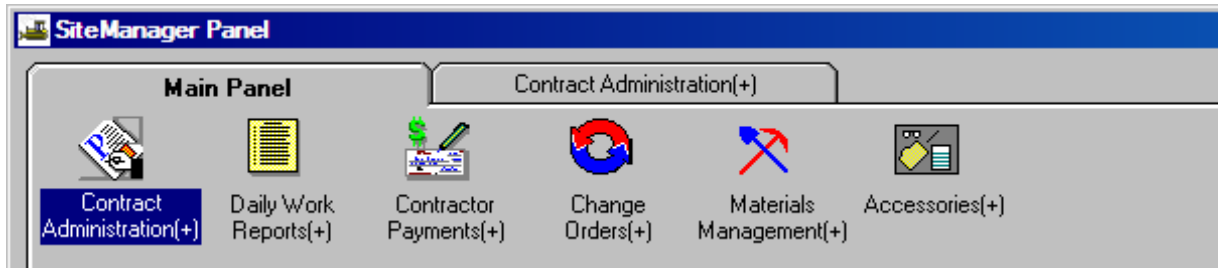 SiteManager Panel
Main Panel
Contract Administration(+)
Contract
Administration(+)
Daily Work
Reports(+)
Contractor
Payments(+)
Change
Orders(+)
Materials
Management(+)
Accessories(+)